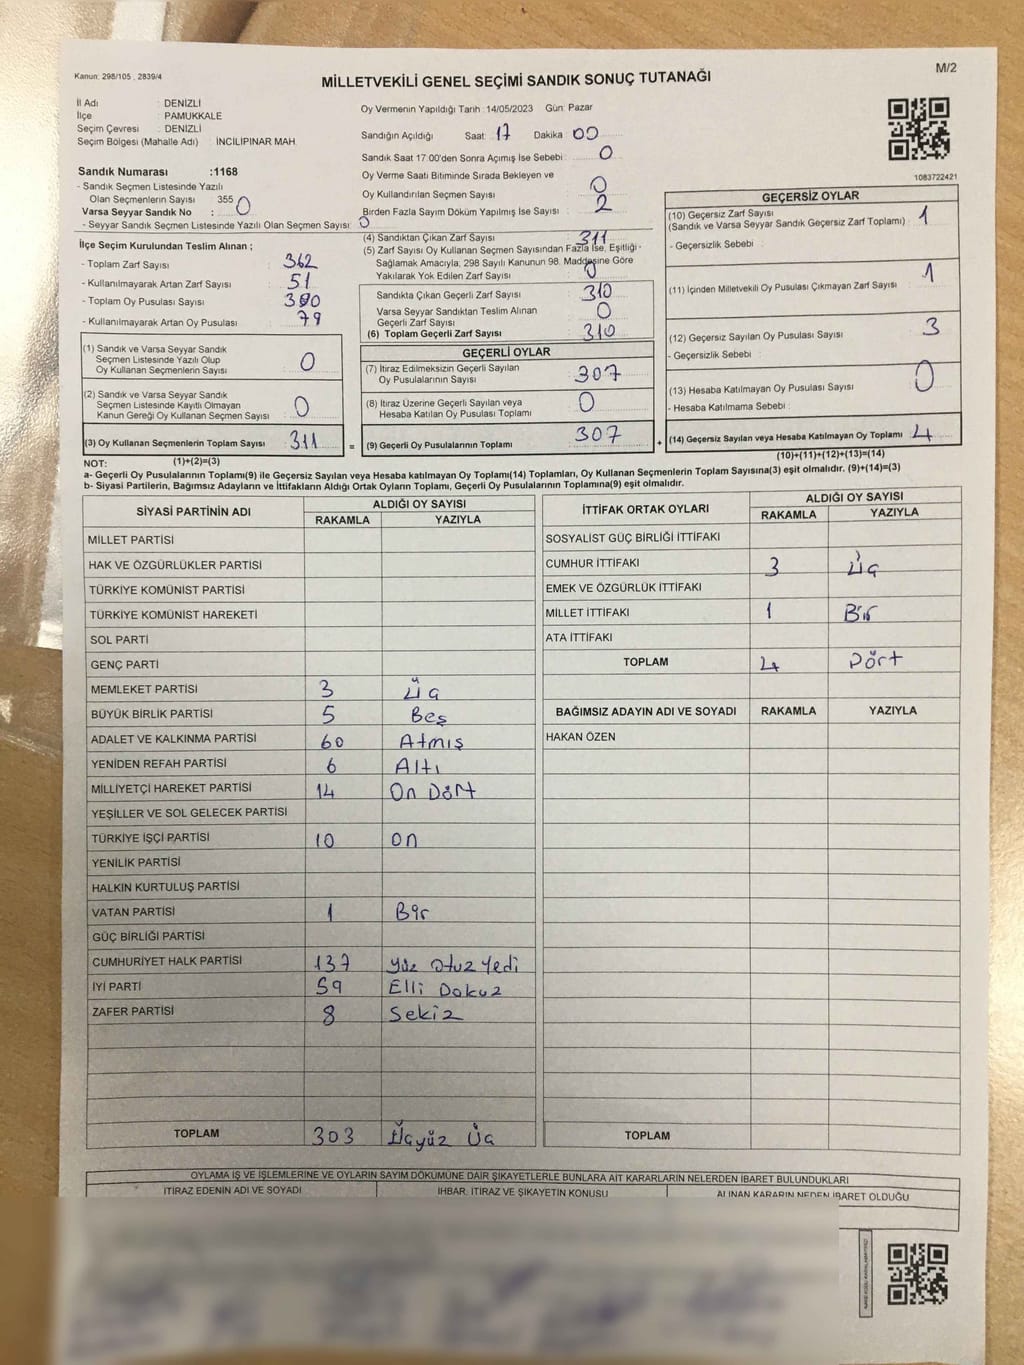 Kanun: 298/105 , 2839/4
M/2
MİLLETVEKİLİ GENEL SEÇİMİ SANDIK SONUÇ TUTANAĞI
İl Adı : DENİZLİ
İlçe : PAMUKKALE
Seçim Çevresi : DENİZLİ
Seçim Bölgesi (Mahalle Adı) : İNCİLİPINAR MAH.
Sandık Numarası :1168
- Sandık Seçmen Listesinde Yazılı
Olan Seçmenlerin Sayısı 355
Varsa Seyyar Sandık No : 0
- Seyyar Sandık Seçmen Listesinde Yazılı Olan Seçmen Sayısı : 0
İlçe Seçim Kurulundan Teslim Alınan ;
- Toplam Zarf Sayısı : 362
- Kullanılmayarak Artan Zarf Sayısı : 51
- Toplam Oy Pusulası Sayısı : 390
- Kullanılmayarak Artan Oy Pusulası : 79
Oy Vermenin Yapıldığı Tarih :14/05/2023 Gün: Pazar
Sandığın Açıldığı Saat: 17 Dakika 00
Sandık Saat 17:00'den Sonra Açımış İse Sebebi : 0
Oy Verme Saati Bitiminde Sırada Bekleyen ve
Oy Kullandırılan Seçmen Sayısı : 0
Birden Fazla Sayım Döküm Yapılmış İse Sayısı : 2
(4) Sandıktan Çıkan Zarf Sayısı : 311
(5) Zarf Sayısı Oy Kullanan Seçmen Sayısından Fazla İse, Eşitliği
Sağlamak Amacıyla; 298 Sayılı Kanunun 98. Maddesine Göre
Yakılarak Yok Edilen Zarf Sayısı : 0
Sandıkta Çıkan Geçerli Zarf Sayısı : 310
Varsa Seyyar Sandıktan Teslim Alınan
Geçerli Zarf Sayısı : 0
(6) Toplam Geçerli Zarf Sayısı : 310
1083722421
GEÇERSİZ OYLAR
(10) Geçersiz Zarf Sayısı
(Sandık ve Varsa Seyyar Sandık Geçersiz Zarf Toplamı) : 1
- Geçersizlik Sebebi :
(11) İçinden Milletvekili Oy Pusulası Çıkmayan Zarf Sayısı : 1
(12) Geçersiz Sayılan Oy Pusulası Sayısı : 3
- Geçersizlik Sebebi :
(13) Hesaba Katılmayan Oy Pusulası Sayısı : 0
- Hesaba Katılmama Sebebi :
(14) Geçersiz Sayılan veya Hesaba Katılmayan Oy Toplamı : 4
(10)+(11)+(12)+(13)=(14)
(1) Sandık ve Varsa Seyyar Sandık
Seçmen Listesinde Yazılı Olup
Oy Kullanan Seçmenlerin Sayısı : 0
(2) Sandık ve Varsa Seyyar Sandık
Seçmen Listesinde Kayıtlı Olmayan
Kanun Gereği Oy Kullanan Seçmen Sayısı : 0
(3) Oy Kullanan Seçmenlerin Toplam Sayısı : 311 =
(1)+(2)=(3)
GEÇERLİ OYLAR
(7) İtiraz Edilmeksizin Geçerli Sayılan
Oy Pusulalarının Sayısı : 307
(8) İtiraz Üzerine Geçerli Sayılan veya
Hesaba Katılan Oy Pusulası Toplamı : 0
(9) Geçerli Oy Pusulalarının Toplamı : 307 +
NOT:
a- Geçerli Oy Pusulalarının Toplamı(9) ile Geçersiz Sayılan veya Hesaba katılmayan Oy Toplamı(14) Toplamları, Oy Kullanan Seçmenlerin Toplam Sayısına(3) eşit olmalıdır. (9)+(14)=(3)
b- Siyasi Partilerin, Bağımsız Adayların ve İttifakların Aldığı Ortak Oyların Toplamı, Geçerli Oy Pusulalarının Toplamına(9) eşit olmalıdır.
SİYASİ PARTİNİN ADI ALDIĞI OY SAYISI
RAKAMLA YAZIYLA
MİLLET PARTİSİ
HAK VE ÖZGÜRLÜKLER PARTİSİ
TÜRKİYE KOMÜNİST PARTİSİ
TÜRKİYE KOMÜNİST HAREKETİ
SOL PARTİ
GENÇ PARTİ
MEMLEKET PARTİSİ 3 Üç
BÜYÜK BİRLİK PARTİSİ 5 Beş
ADALET VE KALKINMA PARTİSİ 60 Atmış
YENİDEN REFAH PARTİSİ 6 Altı
MİLLİYETÇİ HAREKET PARTİSİ 14 On Dört
YEŞİLLER VE SOL GELECEK PARTİSİ
TÜRKİYE İŞÇİ PARTİSİ 10 on
YENİLİK PARTİSİ
HALKIN KURTULUŞ PARTİSİ
VATAN PARTİSİ 1 Bir
GÜÇ BİRLİĞİ PARTİSİ
CUMHURİYET HALK PARTİSİ 137 Yüz Otuz Yedi
İYİ PARTİ 59 Elli Dokuz
ZAFER PARTİSİ 8 Sekiz
TOPLAM 303 Üçyüz Üç
İTTİFAK ORTAK OYLARI ALDIĞI OY SAYISI
RAKAMLA YAZIYLA
SOSYALİST GÜÇ BİRLİĞİ İTTİFAKI
CUMHUR İTTİFAKI 3 Üç
EMEK VE ÖZGÜRLÜK İTTİFAKI
MİLLET İTTİFAKI 1 Bir
ATA İTTİFAKI
TOPLAM 4 Dört
BAĞIMSIZ ADAYIN ADI VE SOYADI RAKAMLA YAZIYLA
HAKAN ÖZEN
TOPLAM
OYLAMA İŞ VE İŞLEMLERİNE VE OYLARIN SAYIM DÖKÜMÜNE DAİR ŞİKAYETLERLE BUNLARA AİT KARARLARIN NELERDEN İBARET BULUNDUKLARI
İTİRAZ EDENİN ADI VE SOYADI İHBAR, İTİRAZ VE ŞİKAYETİN KONUSU ALINAN KARARIN NEDEN İBARET OLDUĞU